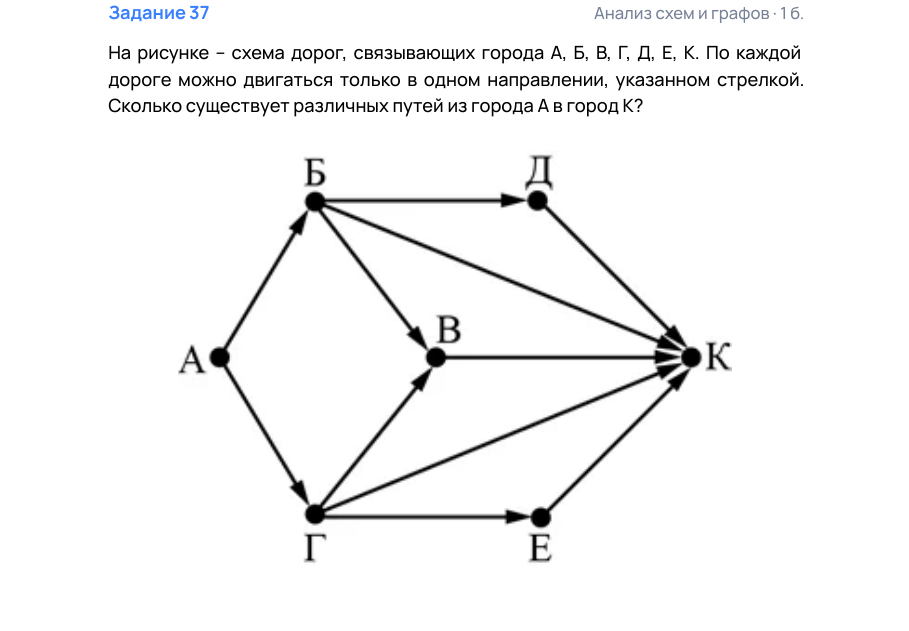 Задание 37
Анализ схем и графов · 1 б.
На рисунке – схема дорог, связывающих города А, Б, В, Г, Д, Е, К. По каждой
дороге можно двигаться только в одном направлении, указанном стрелкой.
Сколько существует различных путей из города А в город К?
Б
Д
В
А
К
Г
Е